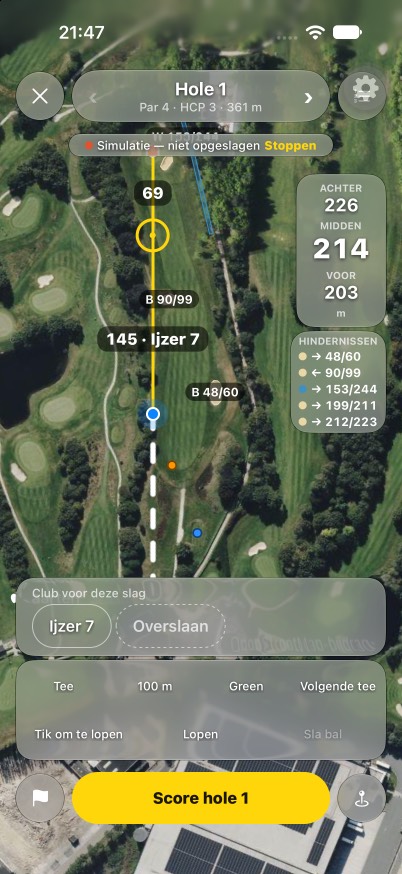 21:47
Hole 1
Par 4 · HCP 3 · 361 m
W 153/244
Simulatie — niet opgeslagen Stoppen
69
ACHTER
226
MIDDEN
214
VOOR
203
m
B 90/99
145 · Ijzer 7
HINDERNISSEN
→ 48/60
← 90/99
→ 153/244
→ 199/211
→ 212/223
B 48/60
Club voor deze slag
Ijzer 7
Overslaan
Tee
100 m
Green
Volgende tee
Tik om te lopen
Lopen
Sla bal
Score hole 1